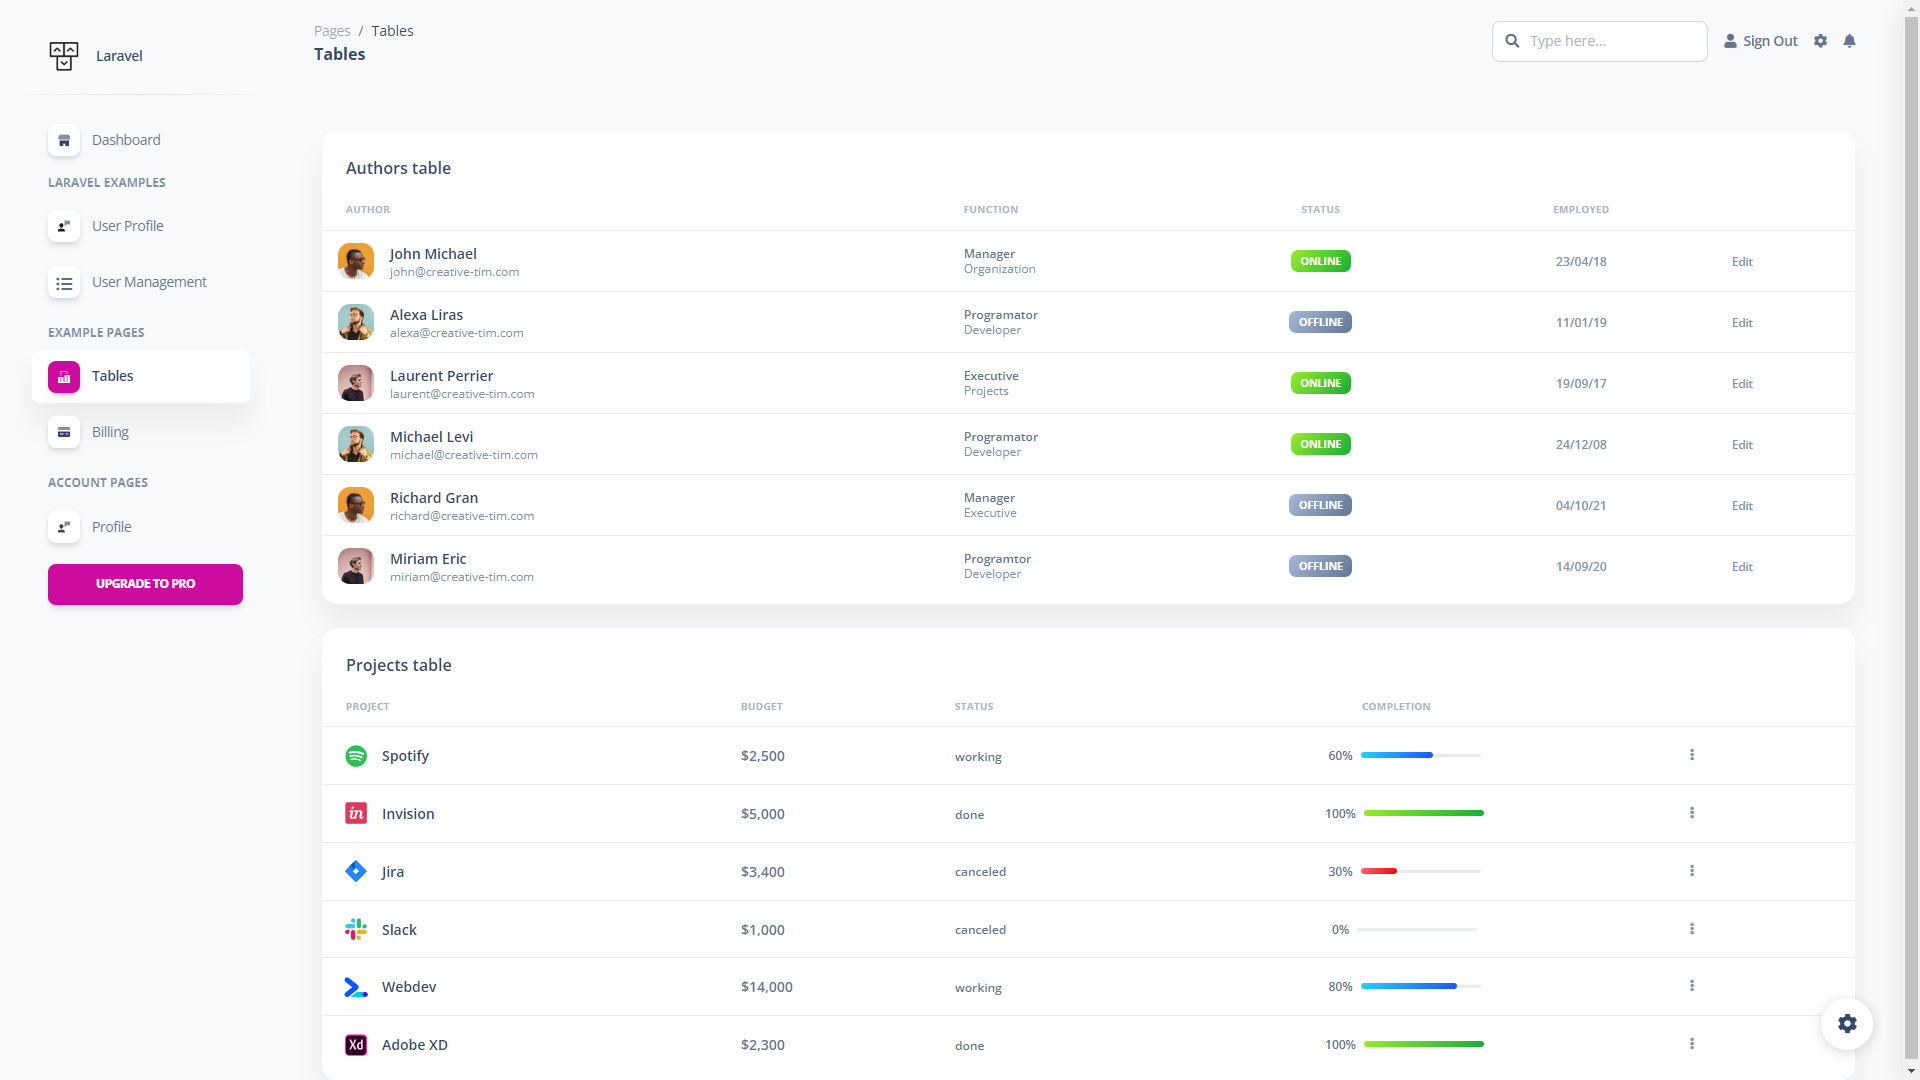 Laravel
Dashboard
LARAVEL EXAMPLES
User Profile
User Management
EXAMPLE PAGES
Tables
Billing
ACCOUNT PAGES
Profile
UPGRADE TO PRO
Pages / Tables
Tables
Type here...
Sign Out
Authors table
AUTHOR FUNCTION STATUS EMPLOYED
John Michael
john@creative-tim.com
Manager
Organization
ONLINE
23/04/18
Edit
Alexa Liras
alexa@creative-tim.com
Programator
Developer
OFFLINE
11/01/19
Edit
Laurent Perrier
laurent@creative-tim.com
Executive
Projects
ONLINE
19/09/17
Edit
Michael Levi
michael@creative-tim.com
Programator
Developer
ONLINE
24/12/08
Edit
Richard Gran
richard@creative-tim.com
Manager
Executive
OFFLINE
04/10/21
Edit
Miriam Eric
miriam@creative-tim.com
Programtor
Developer
OFFLINE
14/09/20
Edit
Projects table
PROJECT BUDGET STATUS COMPLETION
Spotify $2,500 working 60%
in Invision $5,000 done 100%
Jira $3,400 canceled 30%
Slack $1,000 canceled 0%
Webdev $14,000 working 80%
Xd Adobe XD $2,300 done 100%